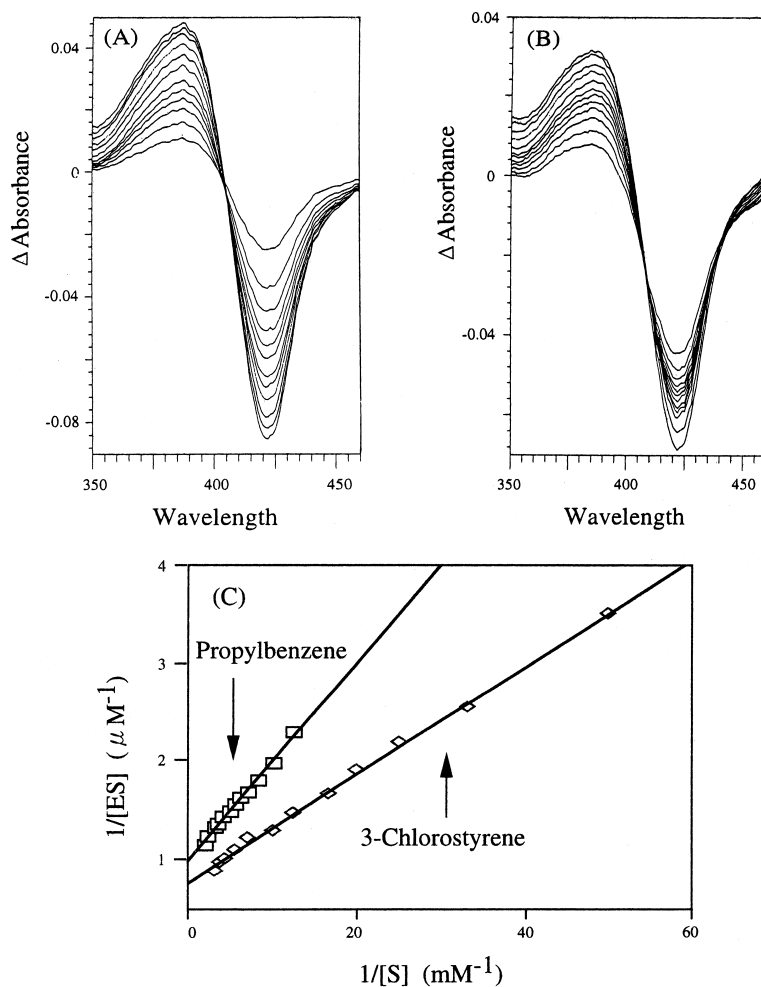 (A)
0.04
0
-0.04
-0.08
Δ Absorbance
350
400
450
Wavelength
(B)
0.04
0
-0.04
Δ Absorbance
350
400
450
Wavelength
(C)
4
3
2
1
1/[ES] (μ M⁻¹)
Propylbenzene
3-Chlorostyrene
0
20
40
60
1/[S] (mM⁻¹)